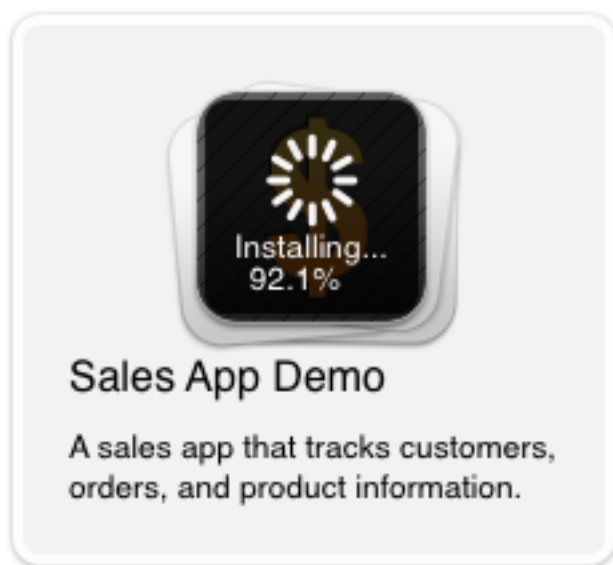 Installing...
92.1%
Sales App Demo
A sales app that tracks customers,
orders, and product information.